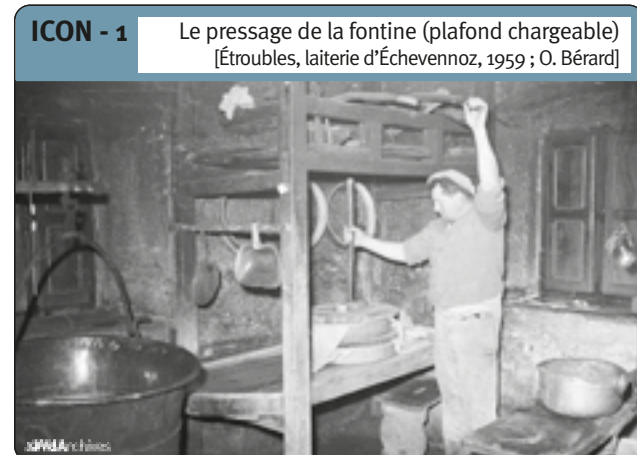 ICON - 1
Le pressage de la fontine (plafond chargeable)
[Étroubles, laiterie d'Échevennoz, 1959 ; O. Bérard]